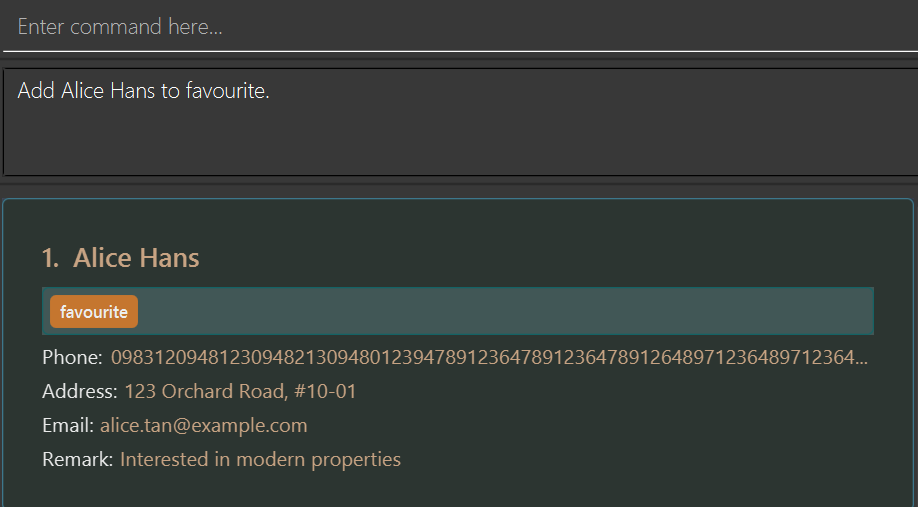 Enter command here...
Add Alice Hans to favourite.
1. Alice Hans
favourite
Phone: 09831209481230948213094801239478912364789123647891264897123648971236４...
Address: 123 Orchard Road, #10-01
Email: alice.tan@example.com
Remark: Interested in modern properties